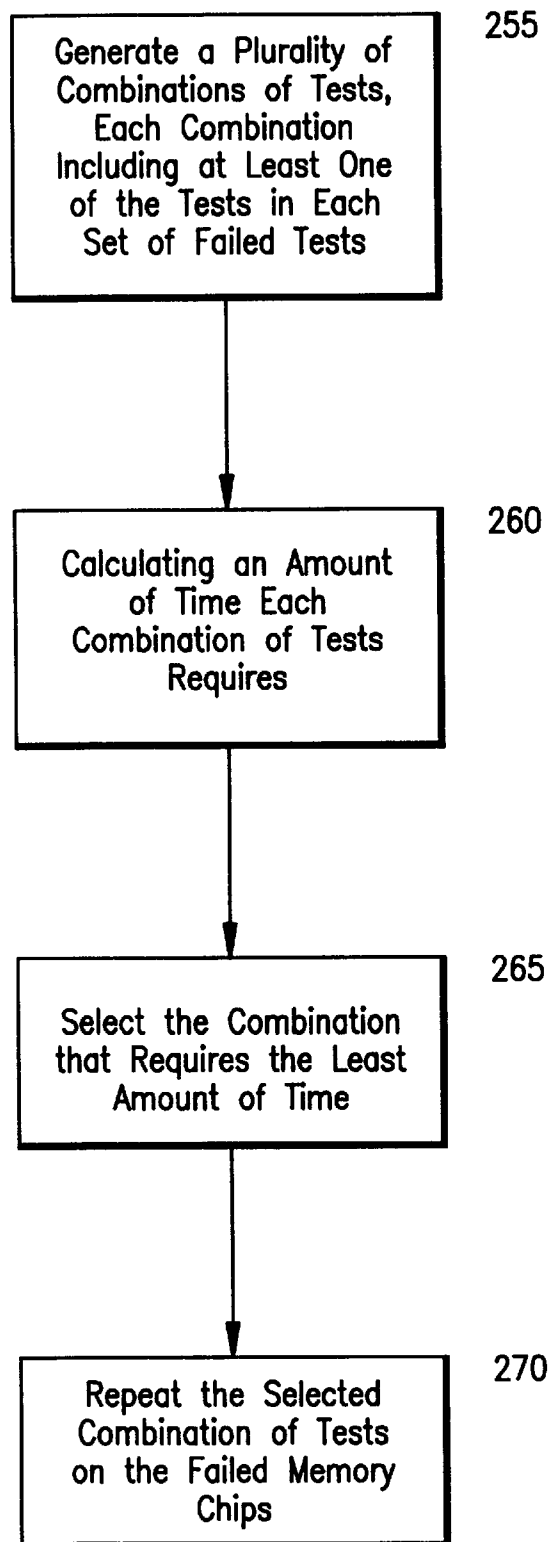 255
Generate a Plurality of
Combinations of Tests,
Each Combination
Including at Least One
of the Tests in Each
Set of Failed Tests
260
Calculating an Amount
of Time Each
Combination of Tests
Requires
265
Select the Combination
that Requires the Least
Amount of Time
270
Repeat the Selected
Combination of Tests
on the Failed Memory
Chips